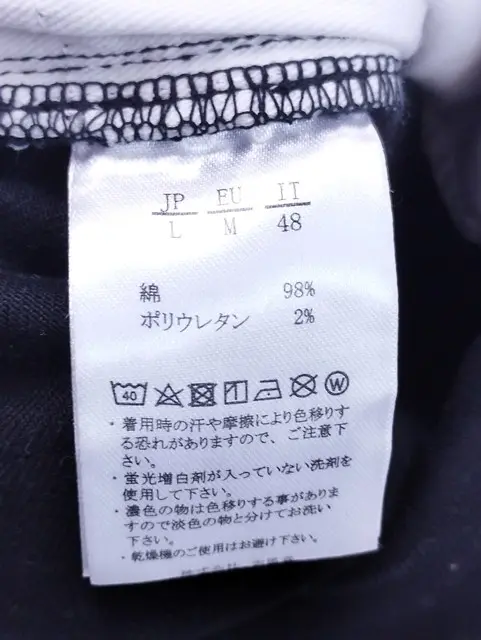 JP EU IT
L M 48
綿 98%
ポリウレタン 2%
40 W
・着用時の汗や摩擦により色移りす
る恐れがありますので、ご注意下
さい。
・蛍光増白剤が入っていない洗剤を
使用して下さい。
・濃色の物は色移りする事がありま
すので淡色の物と分けてお洗い
下さい。
・乾燥機のご使用はお避け下さい。